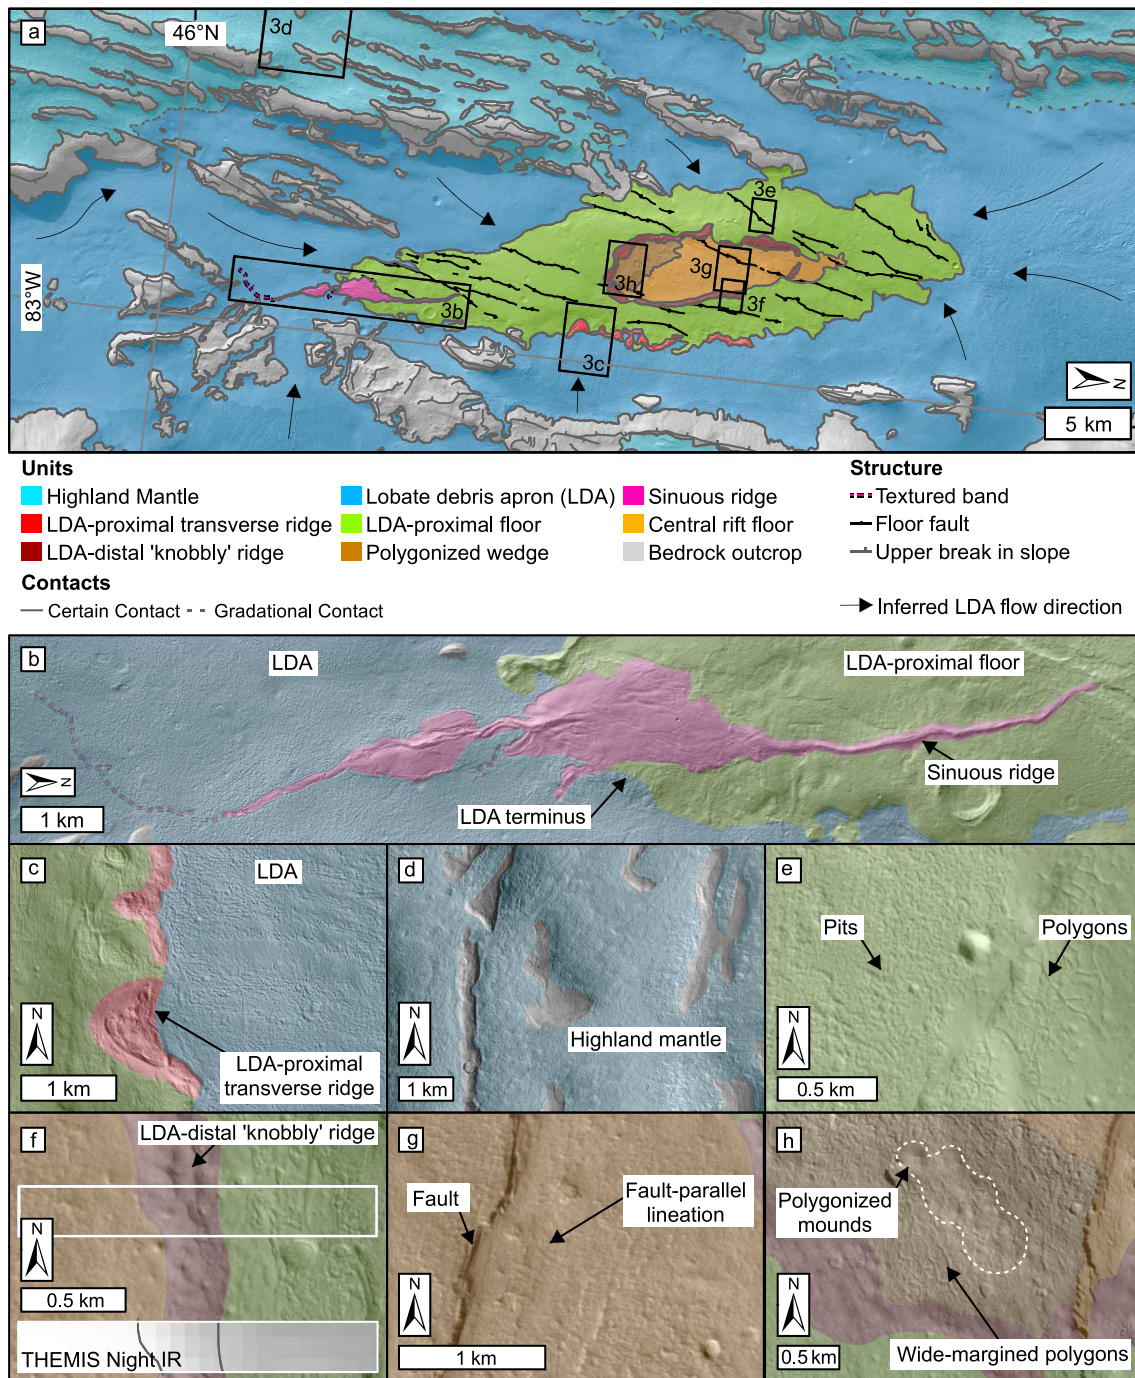 a
46°N
3d
3e
3g
3h
3f
3b
3c
83°W
N
5 km
Units
Highland Mantle
LDA-proximal transverse ridge
LDA-distal 'knobbly' ridge
Lobate debris apron (LDA)
LDA-proximal floor
Polygonized wedge
Sinuous ridge
Central rift floor
Bedrock outcrop
Structure
Textured band
Floor fault
Upper break in slope
Contacts
Certain Contact
Gradational Contact
Inferred LDA flow direction
b
LDA
LDA-proximal floor
Sinuous ridge
LDA terminus
N
1 km
c
LDA
N
LDA-proximal
transverse ridge
1 km
d
N
Highland mantle
1 km
e
Pits
Polygons
N
0.5 km
f
LDA-distal 'knobbly' ridge
N
0.5 km
THEMIS Night IR
g
Fault
Fault-parallel
lineation
N
1 km
h
Polygonized
mounds
N
0.5 km
Wide-margined polygons